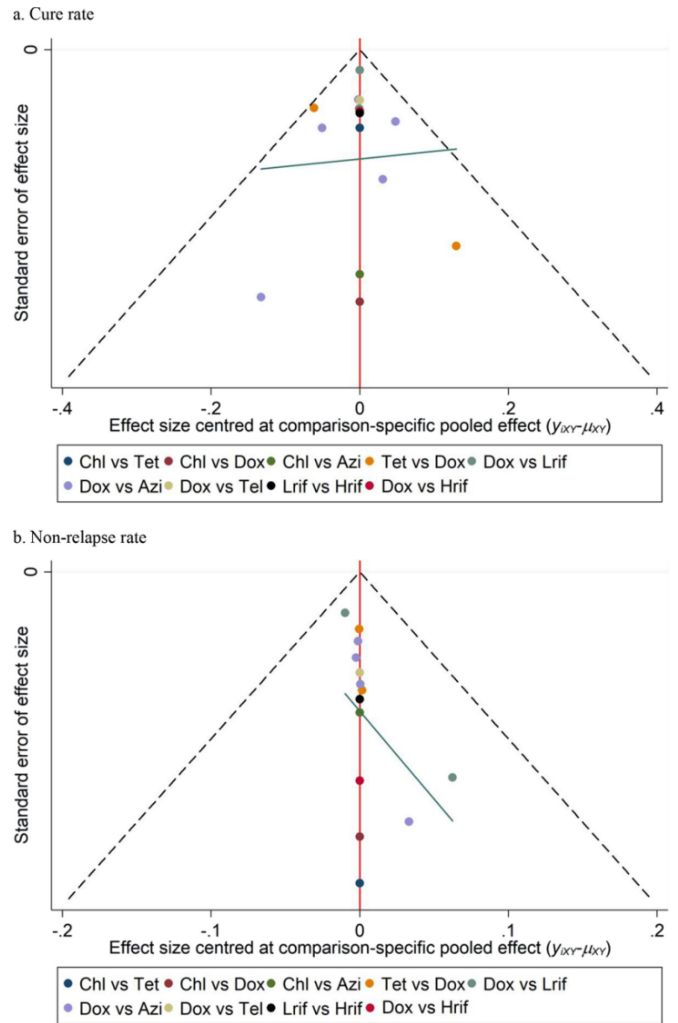 a. Cure rate
0
Standard error of effect size
-.4 -.2 0 .2 .4
Effect size centred at comparison-specific pooled effect (yiXY-μXY)
Chl vs Tet Chl vs Dox Chl vs Azi Tet vs Dox Dox vs Lrif
Dox vs Azi Dox vs Tel Lrif vs Hrif Dox vs Hrif
b. Non-relapse rate
0
Standard error of effect size
-.2 -.1 0 .1 .2
Effect size centred at comparison-specific pooled effect (yiXY-μXY)
Chl vs Tet Chl vs Dox Chl vs Azi Tet vs Dox Dox vs Lrif
Dox vs Azi Dox vs Tel Lrif vs Hrif Dox vs Hrif